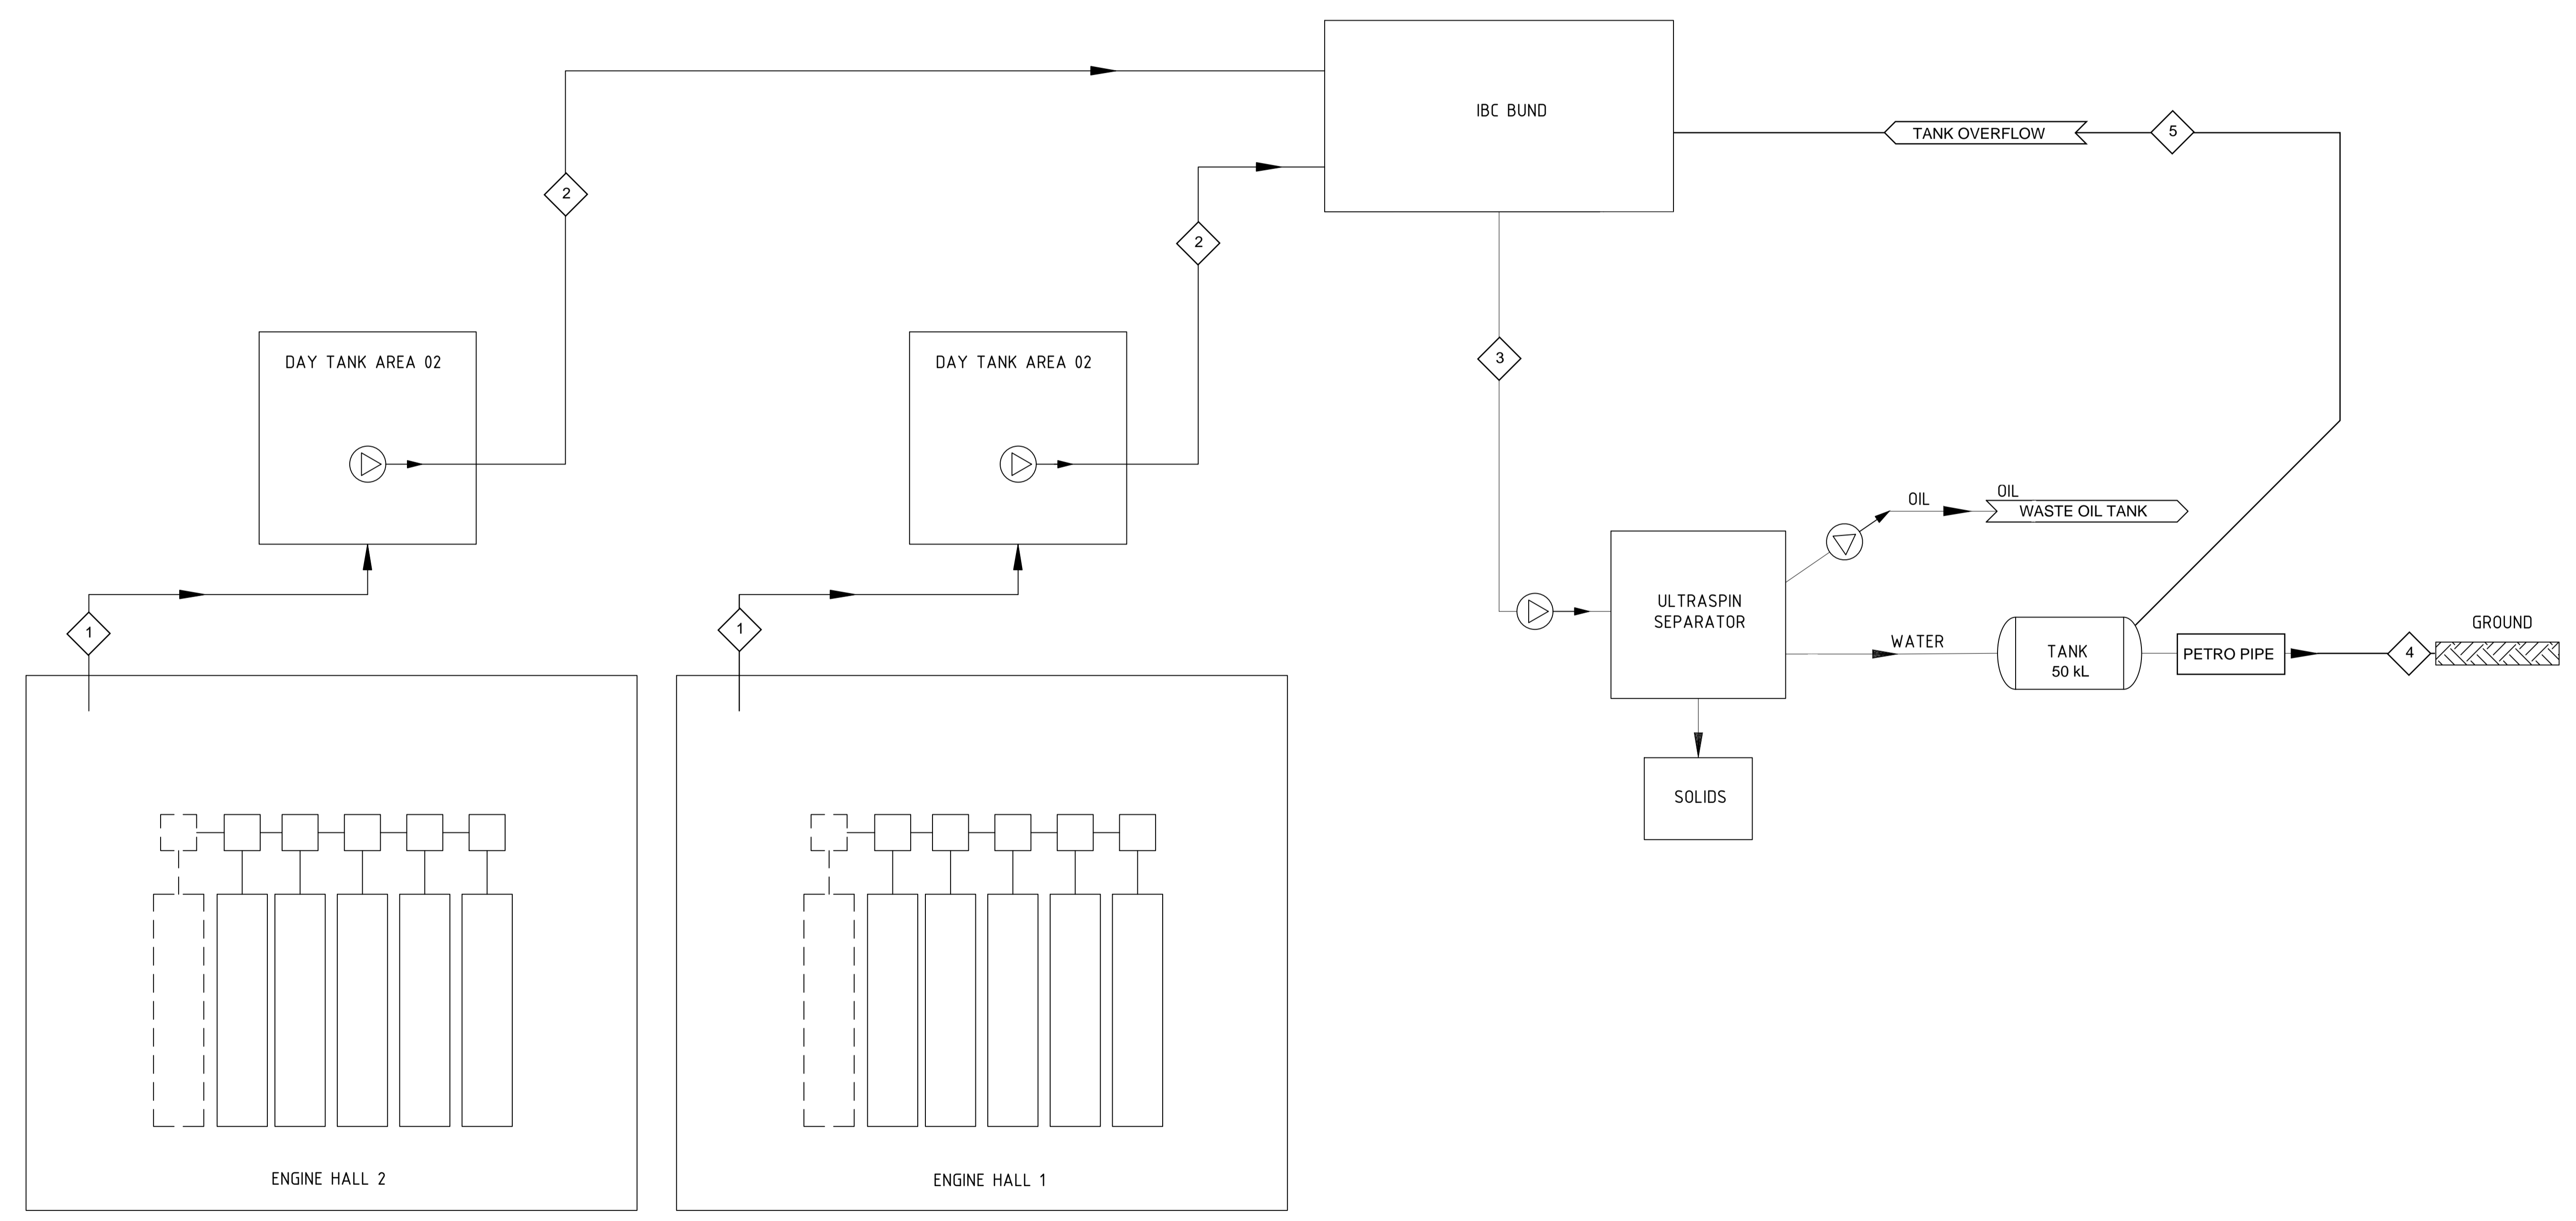 IBC BUND
TANK OVERFLOW
5
2
2
3
DAY TANK AREA 02
DAY TANK AREA 02
OIL
OIL
WASTE OIL TANK
ULTRASPIN
SEPARATOR
WATER
TANK
50 kL
PETRO PIPE
4
GROUND
1
1
SOLIDS
ENGINE HALL 2
ENGINE HALL 1